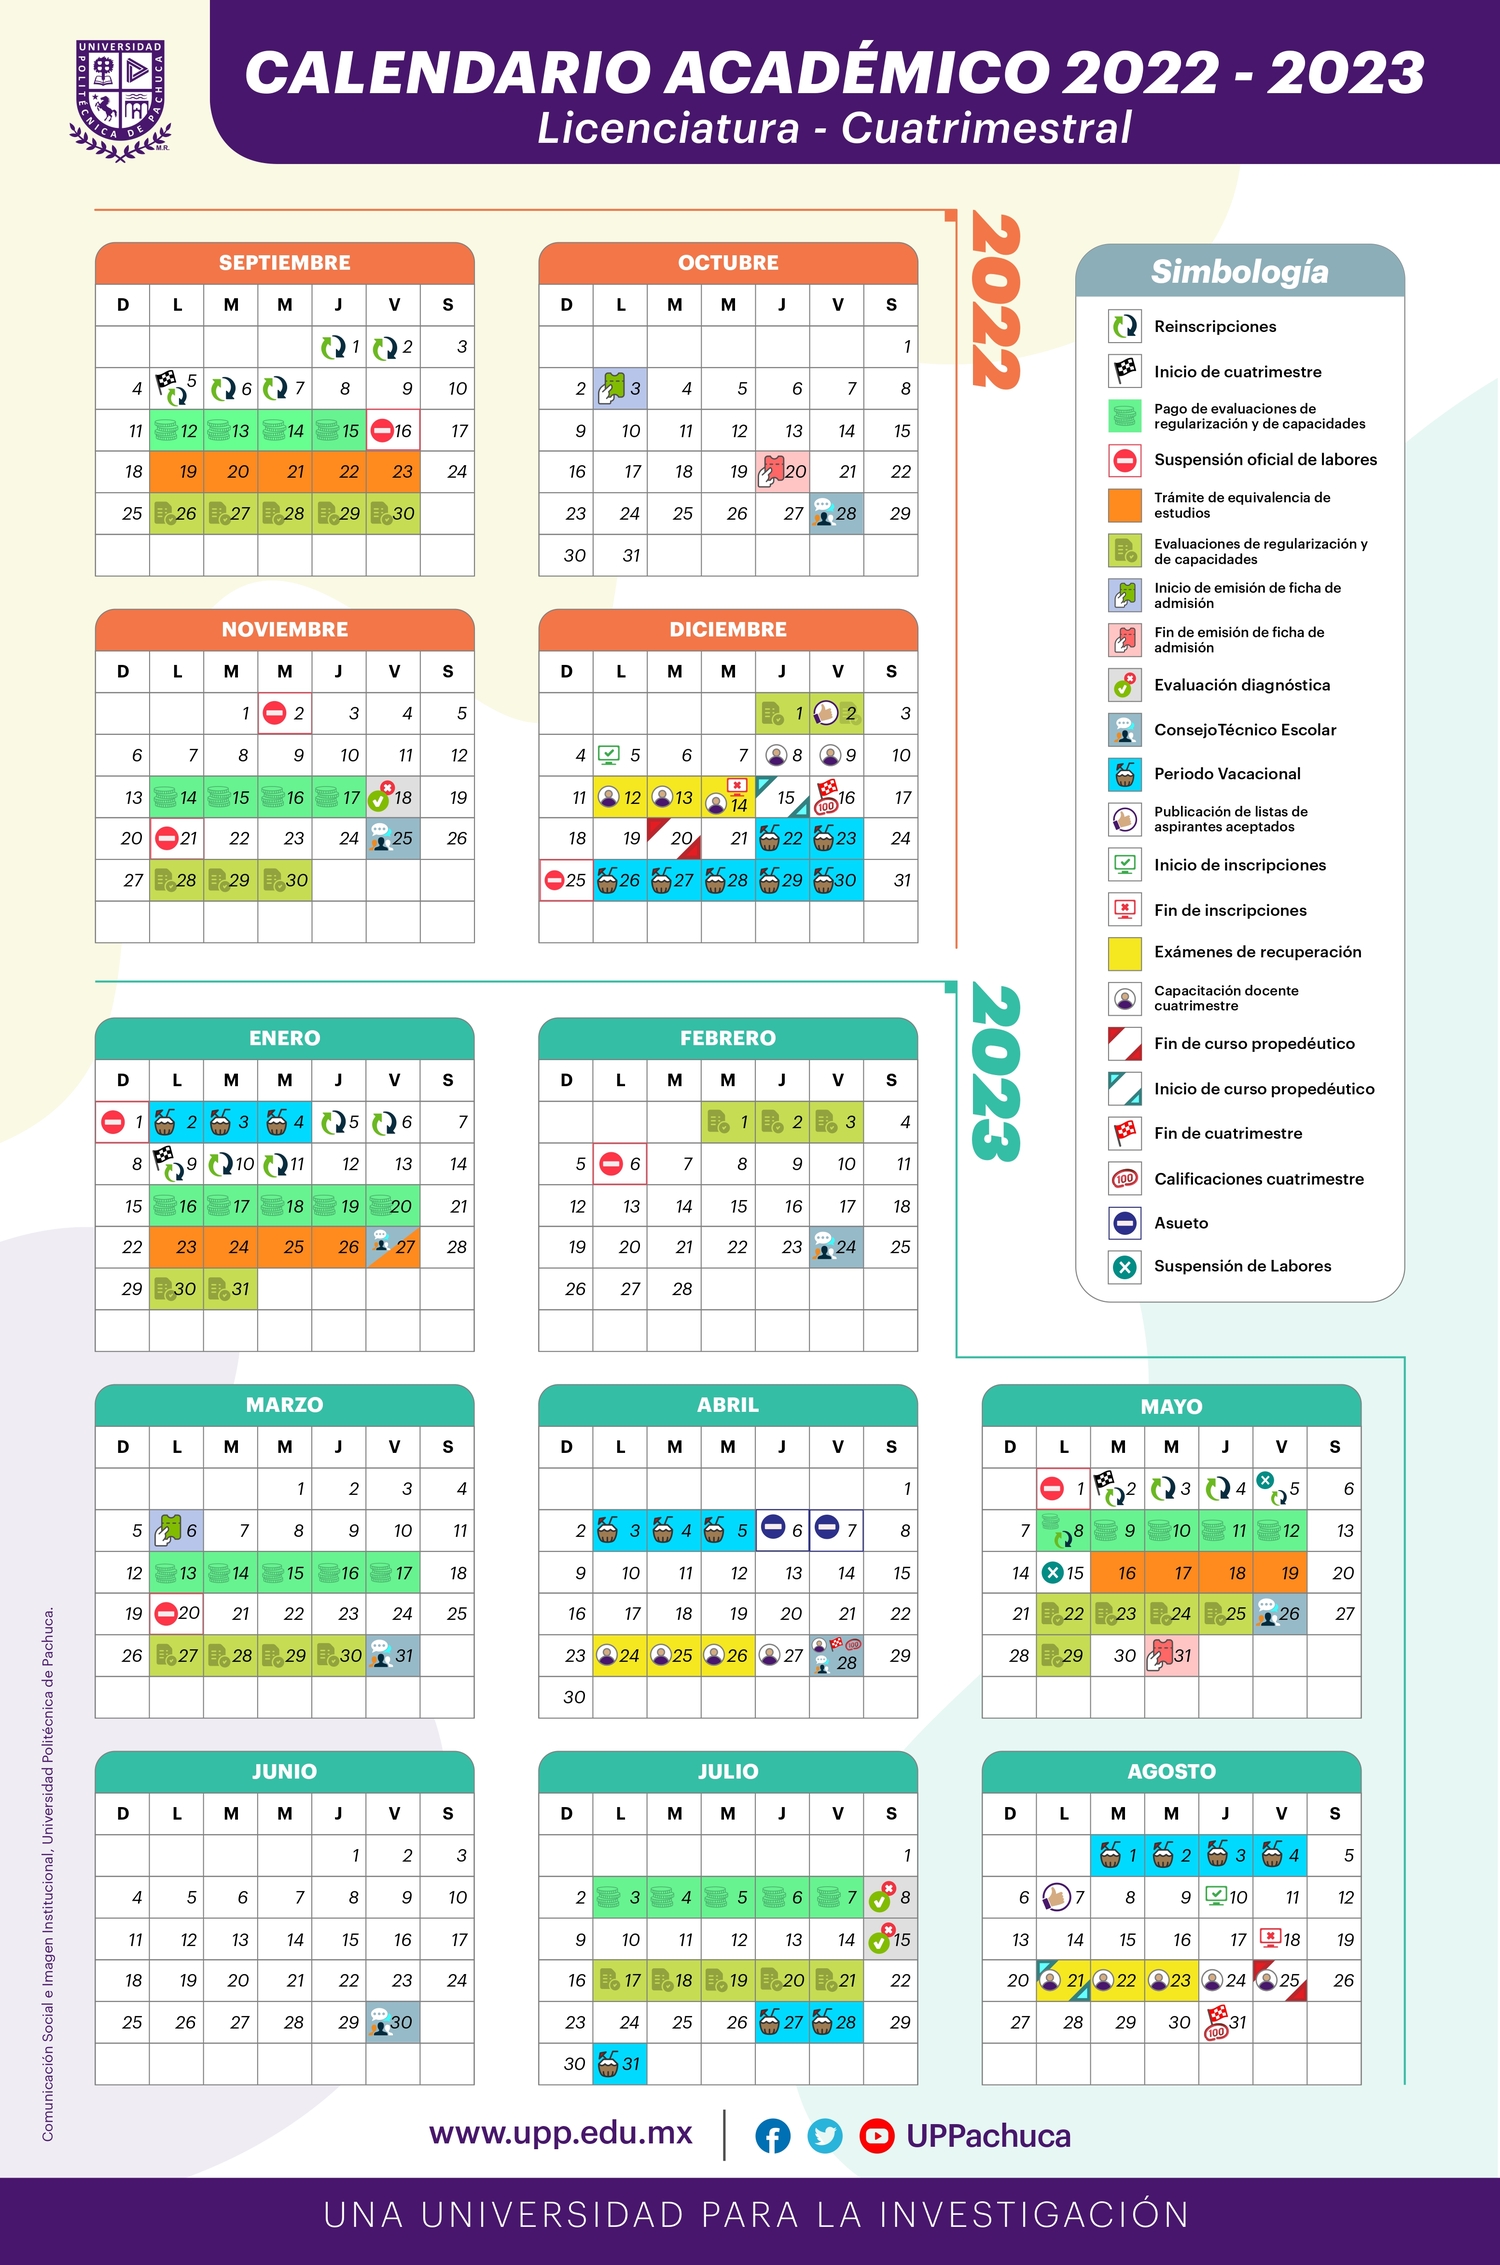 UNIVERSIDAD
POLITÉCNICA DE PACHUCA
M.R.
CALENDARIO ACADÉMICO 2022 - 2023
Licenciatura - Cuatrimestral
2022
SEPTIEMBRE
D L M M J V S
1 2 3
4 5 6 7 8 9 10
11 12 13 14 15 16 17
18 19 20 21 22 23 24
25 26 27 28 29 30
OCTUBRE
D L M M J V S
1
2 3 4 5 6 7 8
9 10 11 12 13 14 15
16 17 18 19 20 21 22
23 24 25 26 27 28 29
30 31
NOVIEMBRE
D L M M J V S
1 2 3 4 5
6 7 8 9 10 11 12
13 14 15 16 17 18 19
20 21 22 23 24 25 26
27 28 29 30
DICIEMBRE
D L M M J V S
1 2 3
4 5 6 7 8 9 10
11 12 13 14 15 16 17
100
18 19 20 21 22 23 24
25 26 27 28 29 30 31
Simbología
Reinscripciones
Inicio de cuatrimestre
Pago de evaluaciones de
regularización y de capacidades
Suspensión oficial de labores
Trámite de equivalencia de
estudios
Evaluaciones de regularización y
de capacidades
Inicio de emisión de ficha de
admisión
Fin de emisión de ficha de
admisión
Evaluación diagnóstica
ConsejoTécnico Escolar
Periodo Vacacional
Publicación de listas de
aspirantes aceptados
Inicio de inscripciones
Fin de inscripciones
Exámenes de recuperación
Capacitación docente
cuatrimestre
Fin de curso propedéutico
Inicio de curso propedéutico
Fin de cuatrimestre
100 Calificaciones cuatrimestre
Asueto
Suspensión de Labores
2023
ENERO
D L M M J V S
1 2 3 4 5 6 7
8 9 10 11 12 13 14
15 16 17 18 19 20 21
22 23 24 25 26 27 28
29 30 31
FEBRERO
D L M M J V S
1 2 3 4
5 6 7 8 9 10 11
12 13 14 15 16 17 18
19 20 21 22 23 24 25
26 27 28
MARZO
D L M M J V S
1 2 3 4
5 6 7 8 9 10 11
12 13 14 15 16 17 18
19 20 21 22 23 24 25
26 27 28 29 30 31
ABRIL
D L M M J V S
1
2 3 4 5 6 7 8
9 10 11 12 13 14 15
16 17 18 19 20 21 22
100
23 24 25 26 27 28 29
30
MAYO
D L M M J V S
1 2 3 4 5 6
7 8 9 10 11 12 13
14 15 16 17 18 19 20
21 22 23 24 25 26 27
28 29 30 31
JUNIO
D L M M J V S
1 2 3
4 5 6 7 8 9 10
11 12 13 14 15 16 17
18 19 20 21 22 23 24
25 26 27 28 29 30
JULIO
D L M M J V S
1
2 3 4 5 6 7 8
9 10 11 12 13 14 15
16 17 18 19 20 21 22
23 24 25 26 27 28 29
30 31
AGOSTO
D L M M J V S
1 2 3 4 5
6 7 8 9 10 11 12
13 14 15 16 17 18 19
20 21 22 23 24 25 26
27 28 29 30 31
100
Comunicación Social e Imagen Institucional, Universidad Politécnica de Pachuca.
www.upp.edu.mx
UPPachuca
UNA UNIVERSIDAD PARA LA INVESTIGACIÓN